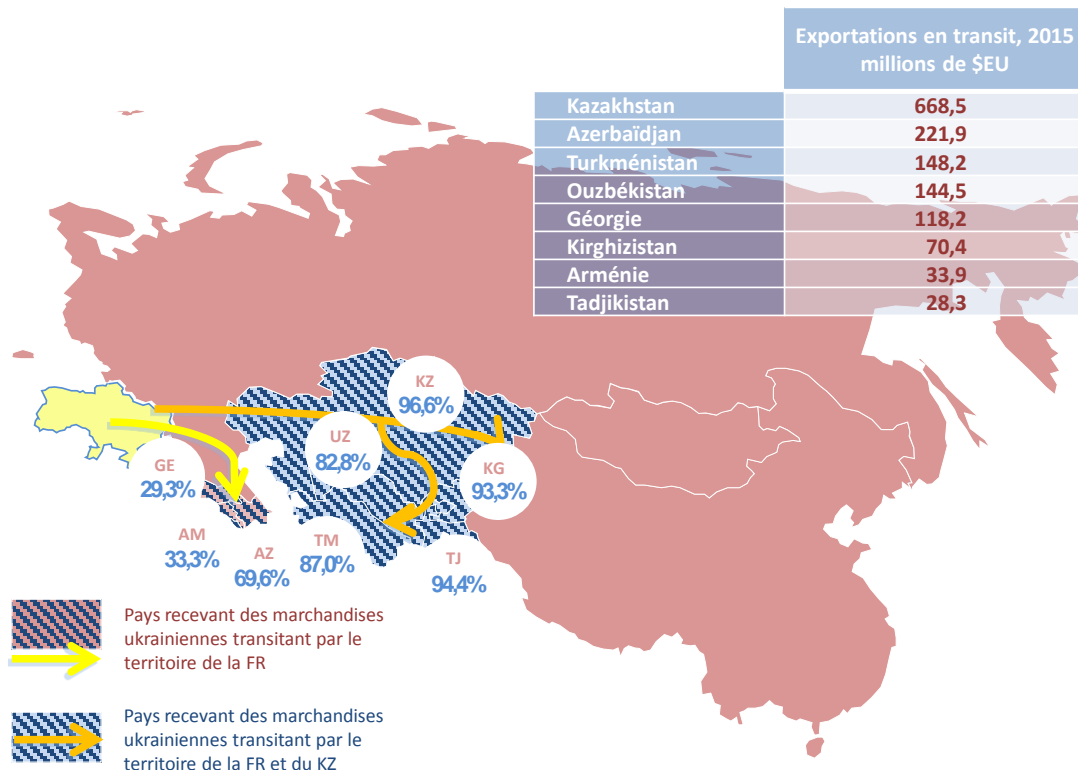 Exportations en transit, 2015
millions de $EU
Kazakhstan 668,5
Azerbaïdjan 221,9
Turkménistan 148,2
Ouzbékistan 144,5
Géorgie 118,2
Kirghizistan 70,4
Arménie 33,9
Tadjikistan 28,3
KZ
96,6%
UZ
82,8%
GE
29,3%
KG
93,3%
AM
33,3%
AZ
69,6%
TM
87,0%
TJ
94,4%
Pays recevant des marchandises
ukrainiennes transitant par le
territoire de la FR
Pays recevant des marchandises
ukrainiennes transitant par le
territoire de la FR et du KZ